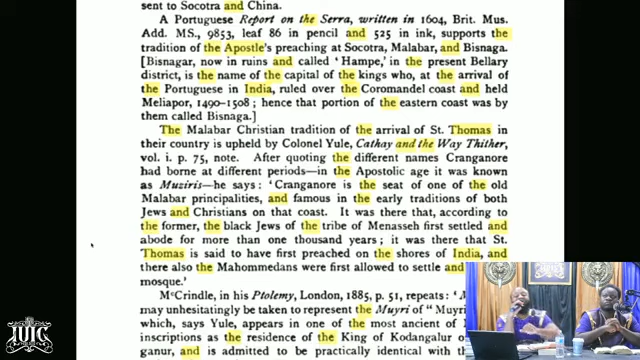 sent to Socotra and China.
A Portuguese Report on the Serra, written in 1604, Brit. Mus.
Add. MS., 9853, leaf 86 in pencil and 525 in ink, supports the
tradition of the Apostle's preaching at Socotra, Malabar, and Bisnaga.
[Bisnagar, now in ruins and called 'Hampe,' in the present Bellary
district, is the name of the capital of the kings who, at the arrival of
the Portuguese in India, ruled over the Coromandel coast and held
Meliapor, 1490-1508; hence that portion of the eastern coast was by
them called Bisnaga.]
The Malabar Christian tradition of the arrival of St. Thomas in
their country is upheld by Colonel Yule, Cathay and the Way Thither,
vol. i. p. 75, note. After quoting the different names Cranganore
had borne at different periods—in the Apostolic age it was known
as Muziris—he says: 'Cranganore is the seat of one of the old
Malabar principalities, and famous in the early traditions of both
Jews and Christians on that coast. It was there that, according to
the former, the black Jews of the tribe of Menasseh first settled and
abode for more than one thousand years; it was there that St.
Thomas is said to have first preached on the shores of India, and
there also the Mahommedans were first allowed to settle and
mosque.'
McCrindle, in his Ptolemy, London, 1885, p. 51, repeats:
may unhesitatingly be taken to represent the Muyri of "Muyri
which, says Yule, appears in one of the most ancient of
inscriptions as the residence of the King of Kodangalur o
ganur, and is admitted to be practically identical with
IUIC